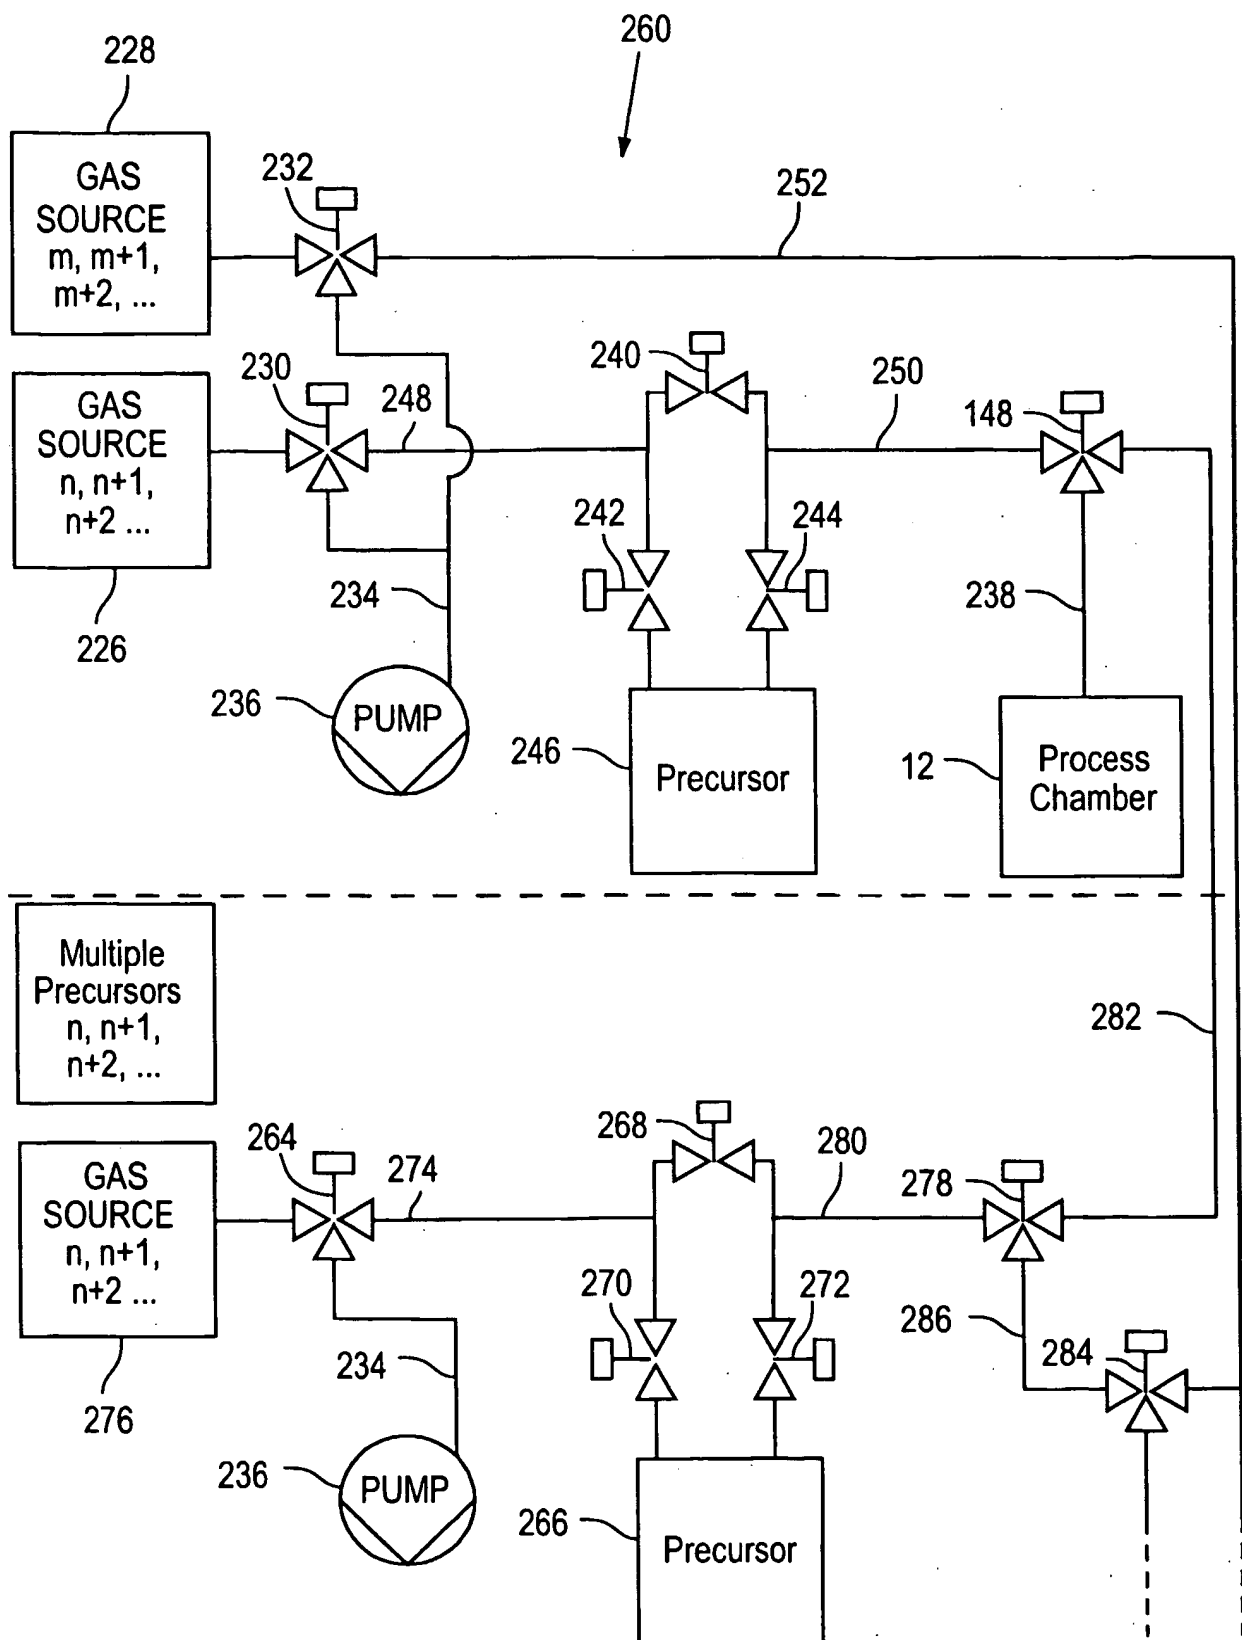 260
228
GAS
SOURCE
m, m+1,
m+2, ...
232
252
230
248
240
250
148
GAS
SOURCE
n, n+1,
n+2 ...
242
244
234
238
226
236
PUMP
246
Precursor
12
Process
Chamber
Multiple
Precursors
n, n+1,
n+2, ...
282
264
274
268
280
278
GAS
SOURCE
n, n+1,
n+2 ...
270
272
286
284
234
276
236
PUMP
266
Precursor